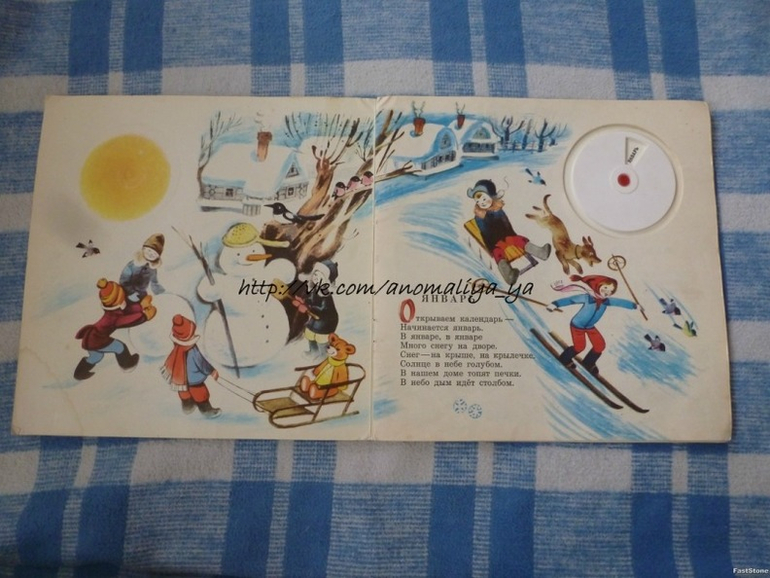 ЯНВАРЬ
http://vk.com/anomaliya_ya
ЯНВАРЬ
Открываем календарь —
Начинается январь.
В январе, в январе
Много снегу на дворе.
Снег — на крыше, на крылечке,
Солнце в небе голубом.
В нашем доме топят печки,
В небо дым идёт столбом.
FastStone